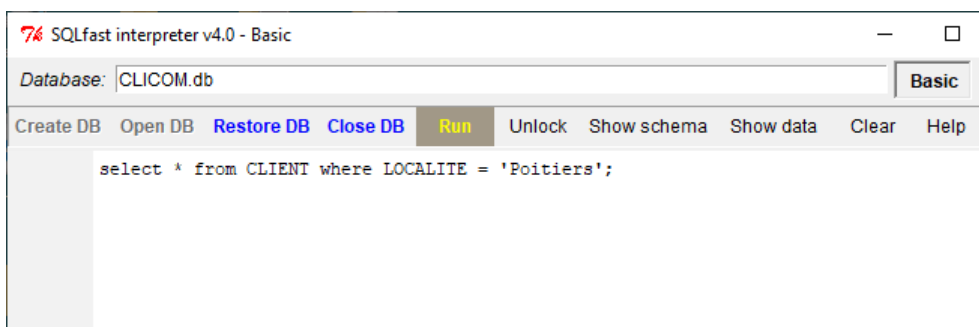 SQLfast interpreter v4.0 - Basic
Database: CLICOM.db Basic
Create DB Open DB Restore DB Close DB Run Unlock Show schema Show data Clear Help
select * from CLIENT where LOCALITE = 'Poitiers';